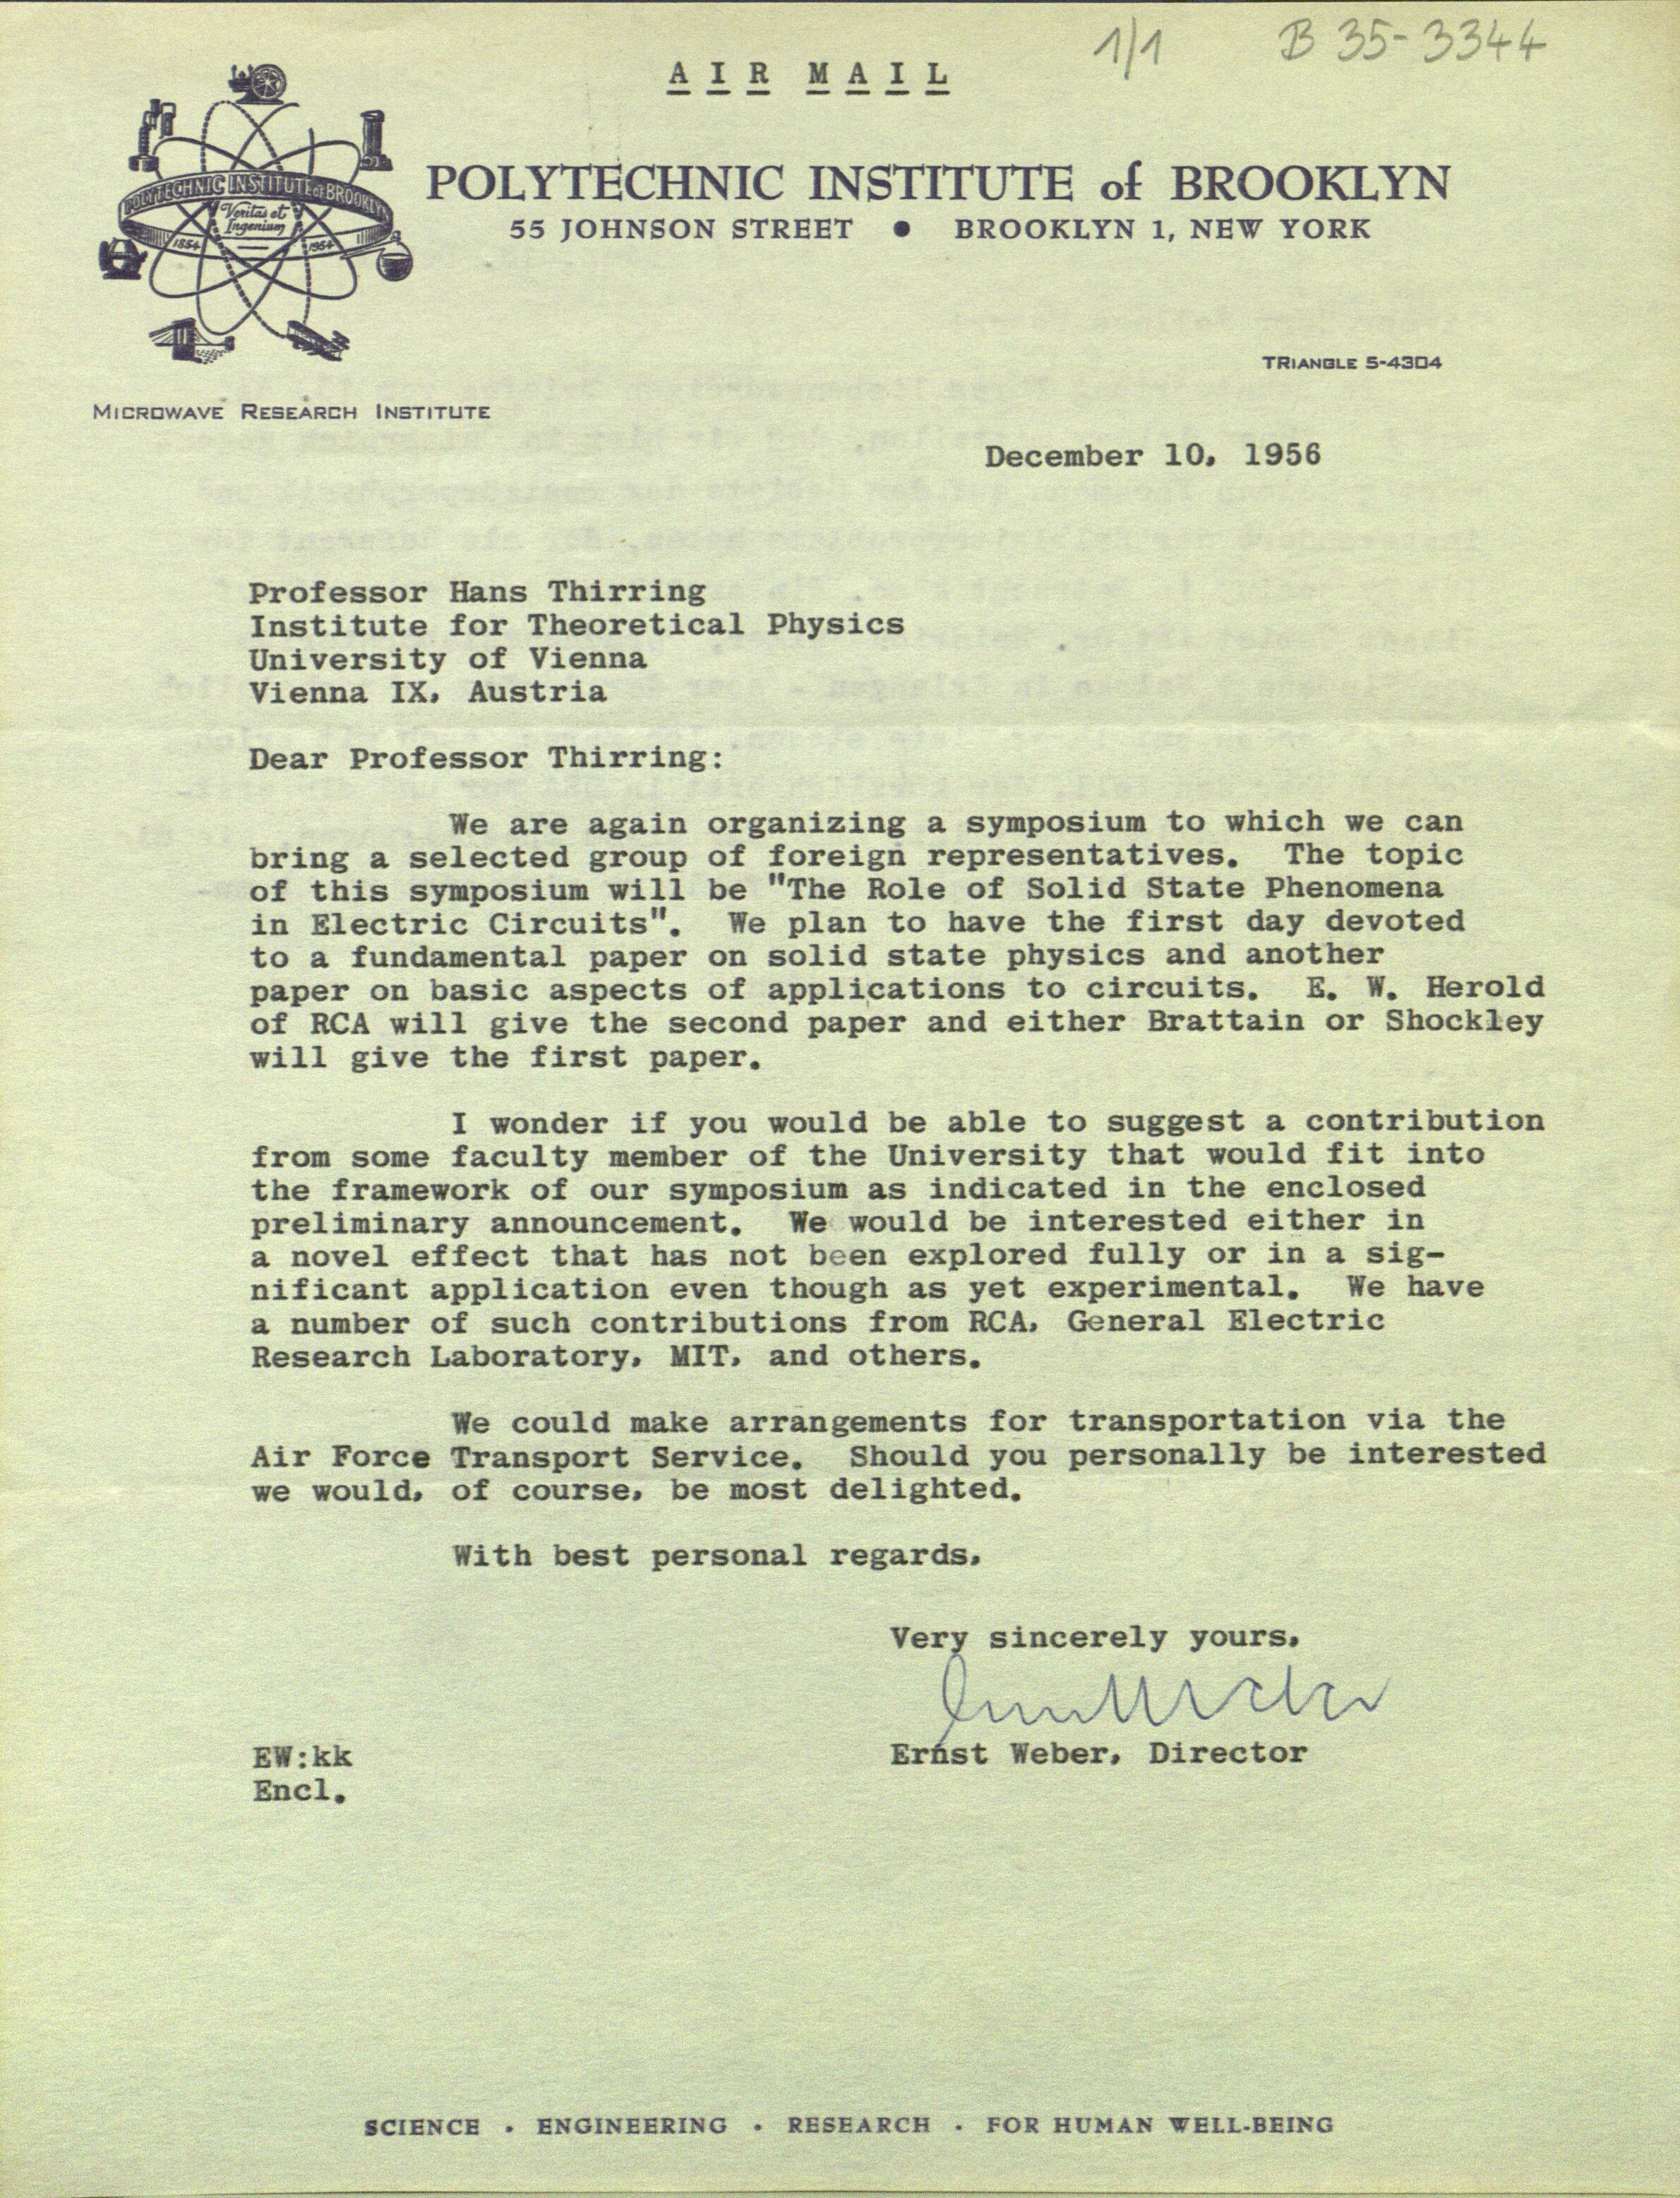 1/1 B 35-3344
AIR MAIL
POLYTECHNIC INSTITUTE of BROOKLYN
Veritas et
Ingenium
1854 1954
POLYTECHNIC INSTITUTE of BROOKLYN
55 JOHNSON STREET • BROOKLYN 1, NEW YORK
TRIANGLE 5-4304
MICROWAVE RESEARCH INSTITUTE
December 10, 1956
Professor Hans Thirring
Institute for Theoretical Physics
University of Vienna
Vienna IX, Austria
Dear Professor Thirring:
We are again organizing a symposium to which we can
bring a selected group of foreign representatives. The topic
of this symposium will be "The Role of Solid State Phenomena
in Electric Circuits". We plan to have the first day devoted
to a fundamental paper on solid state physics and another
paper on basic aspects of applications to circuits. E. W. Herold
of RCA will give the second paper and either Brattain or Shockley
will give the first paper.
I wonder if you would be able to suggest a contribution
from some faculty member of the University that would fit into
the framework of our symposium as indicated in the enclosed
preliminary announcement. We would be interested either in
a novel effect that has not been explored fully or in a sig-
nificant application even though as yet experimental. We have
a number of such contributions from RCA, General Electric
Research Laboratory, MIT, and others.
We could make arrangements for transportation via the
Air Force Transport Service. Should you personally be interested
we would, of course, be most delighted.
With best personal regards,
Very sincerely yours,
Ernst Weber
Ernst Weber, Director
EW:kk
Encl.
SCIENCE • ENGINEERING • RESEARCH • FOR HUMAN WELL-BEING